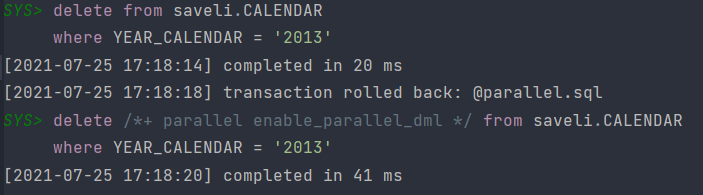 SYS> delete from saveli.CALENDAR
where YEAR_CALENDAR = '2013'
[2021-07-25 17:18:14] completed in 20 ms
[2021-07-25 17:18:18] transaction rolled back: @parallel.sql
SYS> delete /*+ parallel enable_parallel_dml */ from saveli.CALENDAR
where YEAR_CALENDAR = '2013'
[2021-07-25 17:18:20] completed in 41 ms